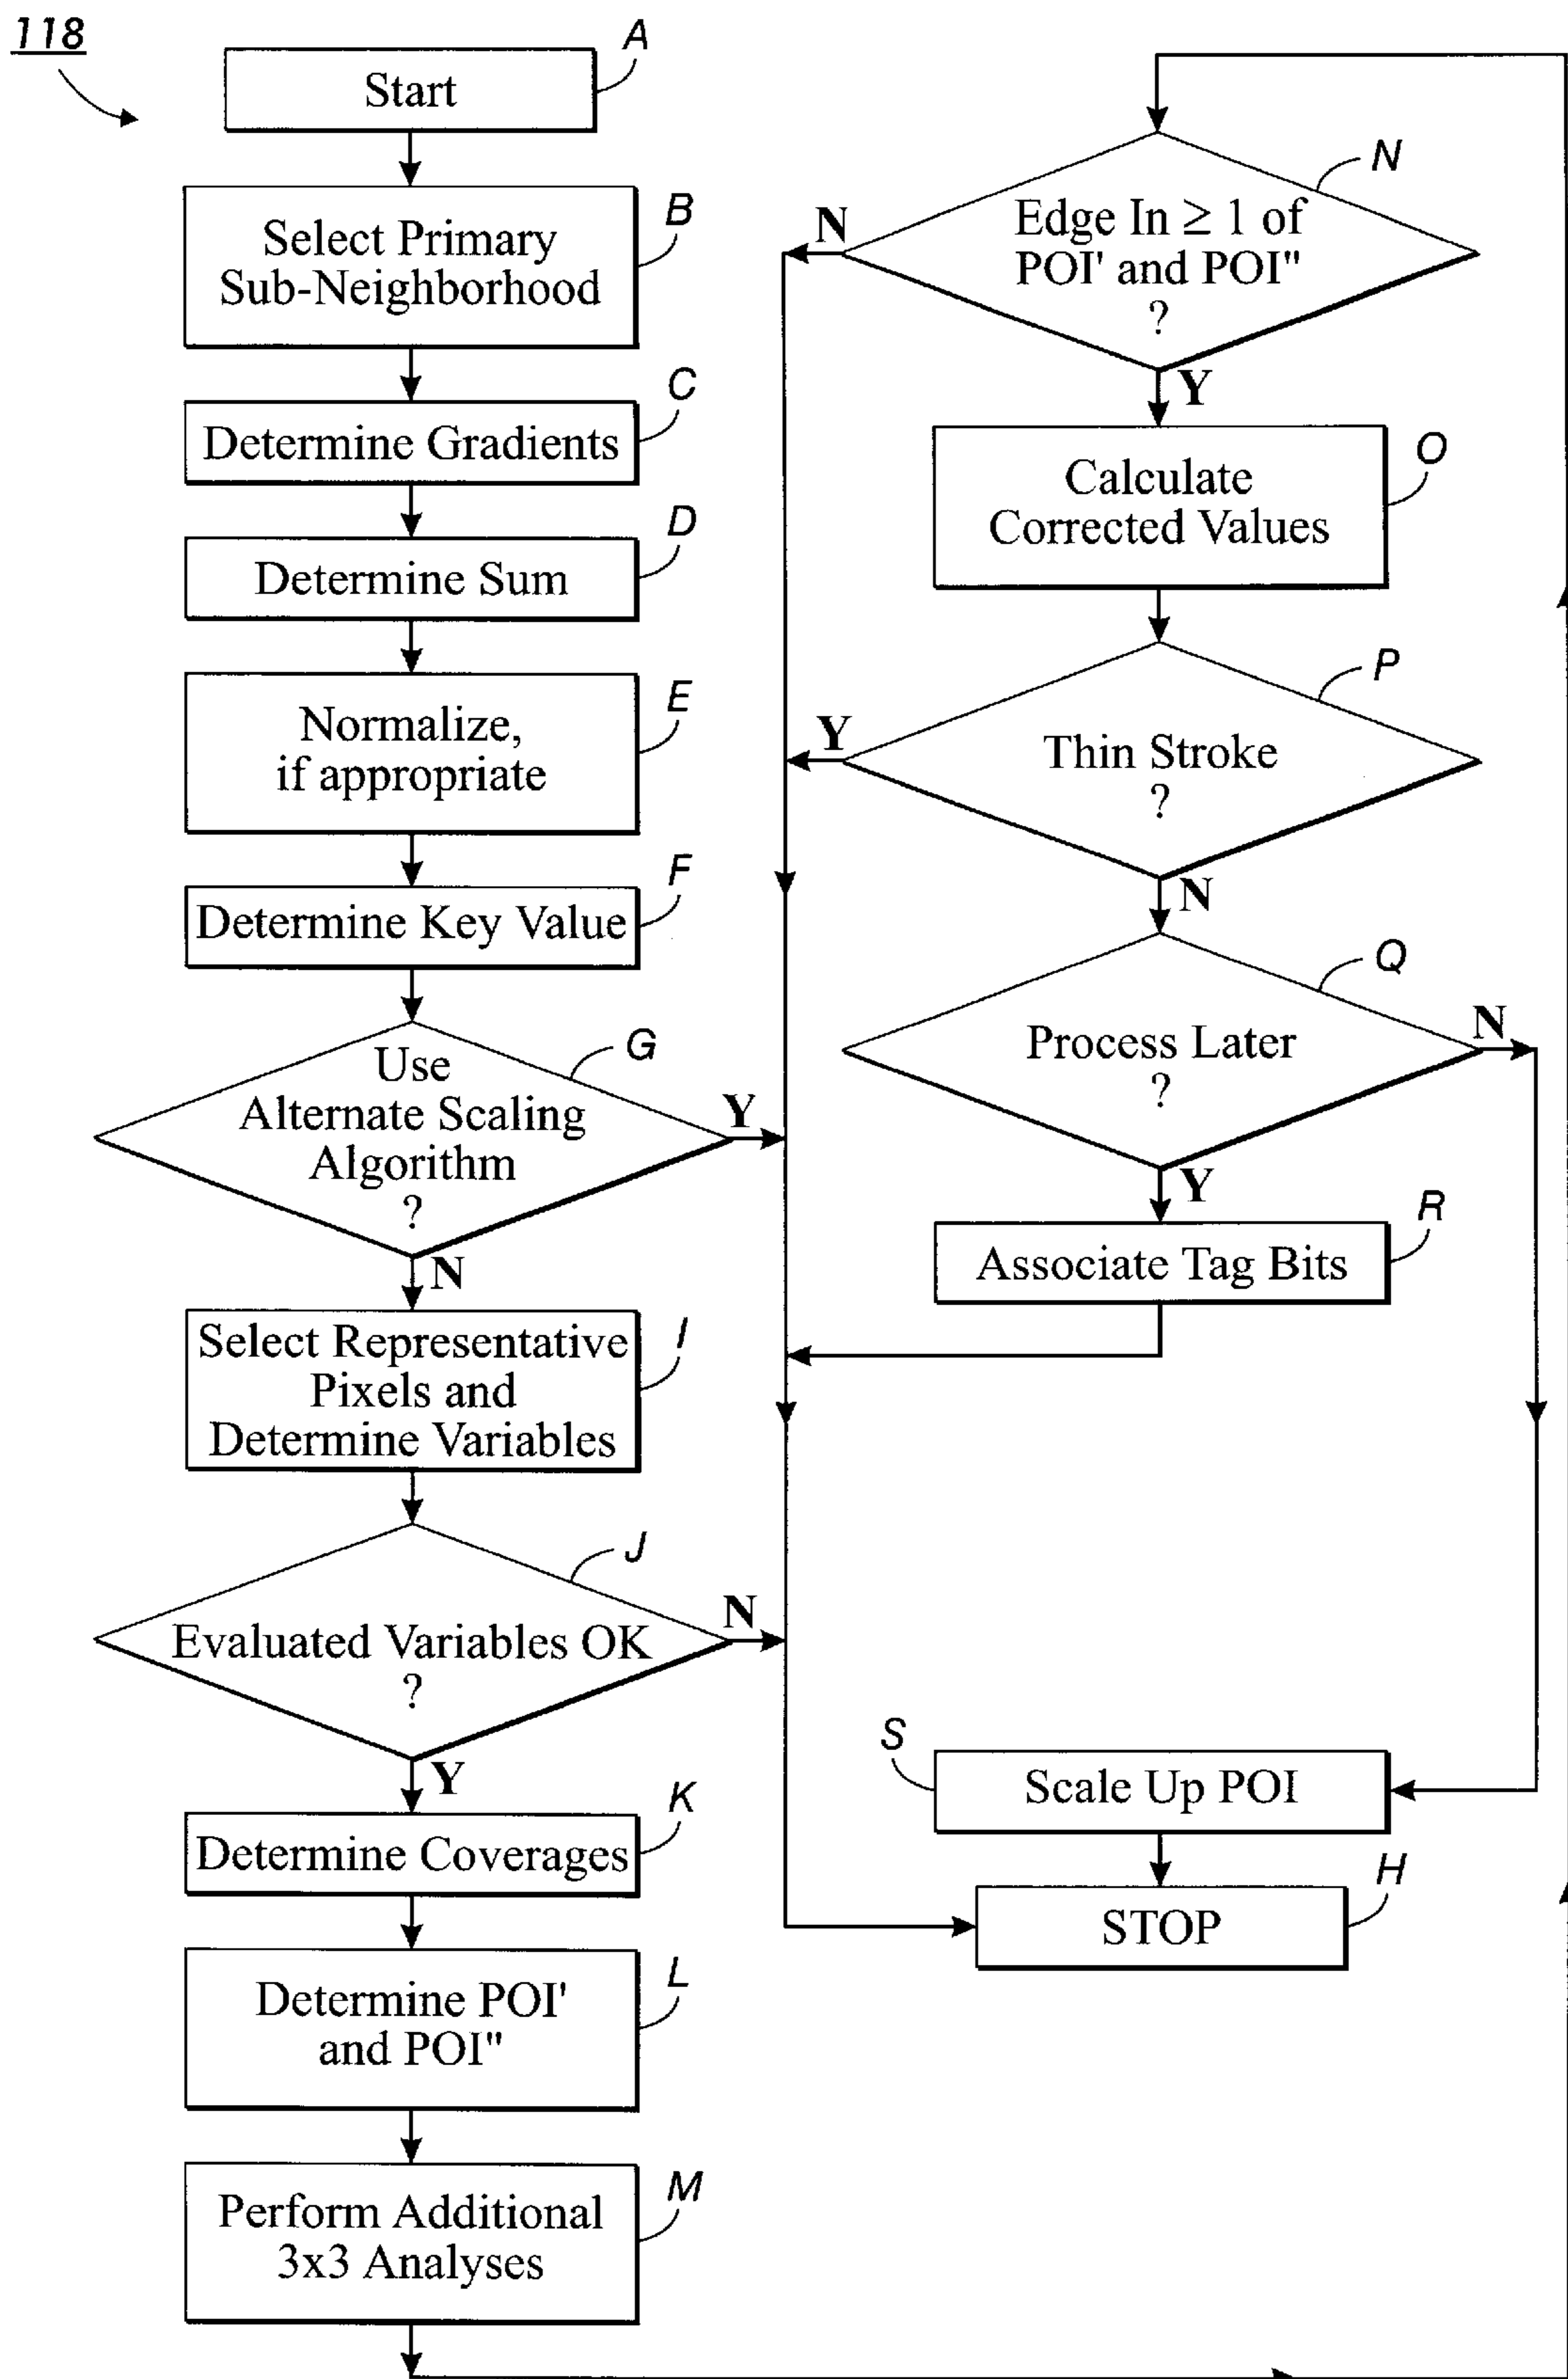 118
A
Start
B
Select Primary
Sub-Neighborhood
C
Determine Gradients
D
Determine Sum
E
Normalize,
if appropriate
F
Determine Key Value
G
Use
Alternate Scaling
Algorithm
?
Y
N
I
Select Representative
Pixels and
Determine Variables
J
Evaluated Variables OK
?
N
Y
K
Determine Coverages
L
Determine POI'
and POI"
M
Perform Additional
3x3 Analyses
N
Edge In ≥ 1 of
POI' and POI"
?
N
Y
O
Calculate
Corrected Values
P
Thin Stroke
?
Y
N
Q
Process Later
?
N
Y
R
Associate Tag Bits
S
Scale Up POI
H
STOP